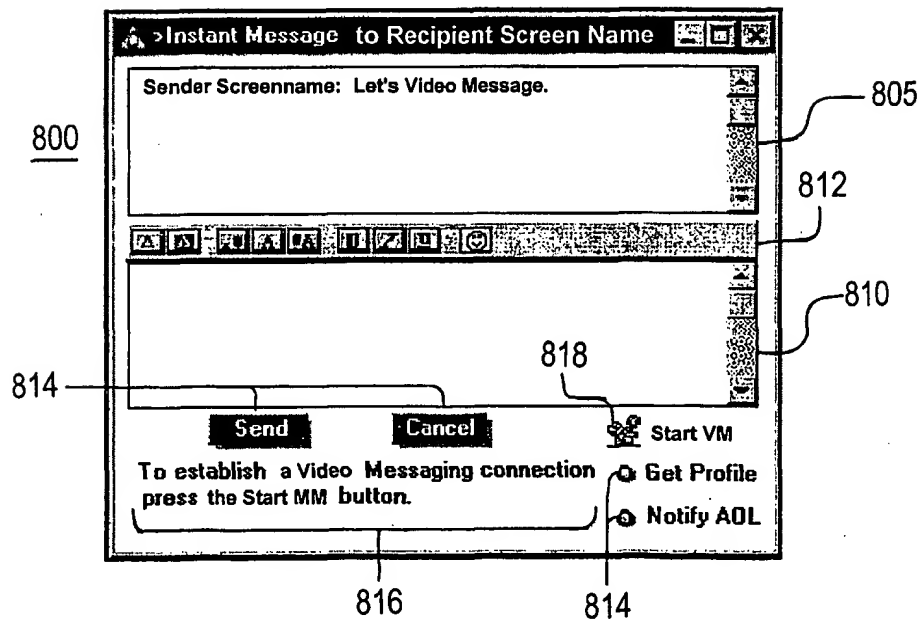 >Instant Message to Recipient Screen Name
Sender Screenname: Let's Video Message.
805
800
812
810
818
814
Send Cancel Start VM
To establish a Video Messaging connection
press the Start MM button.
Get Profile
Notify AOL
816
814